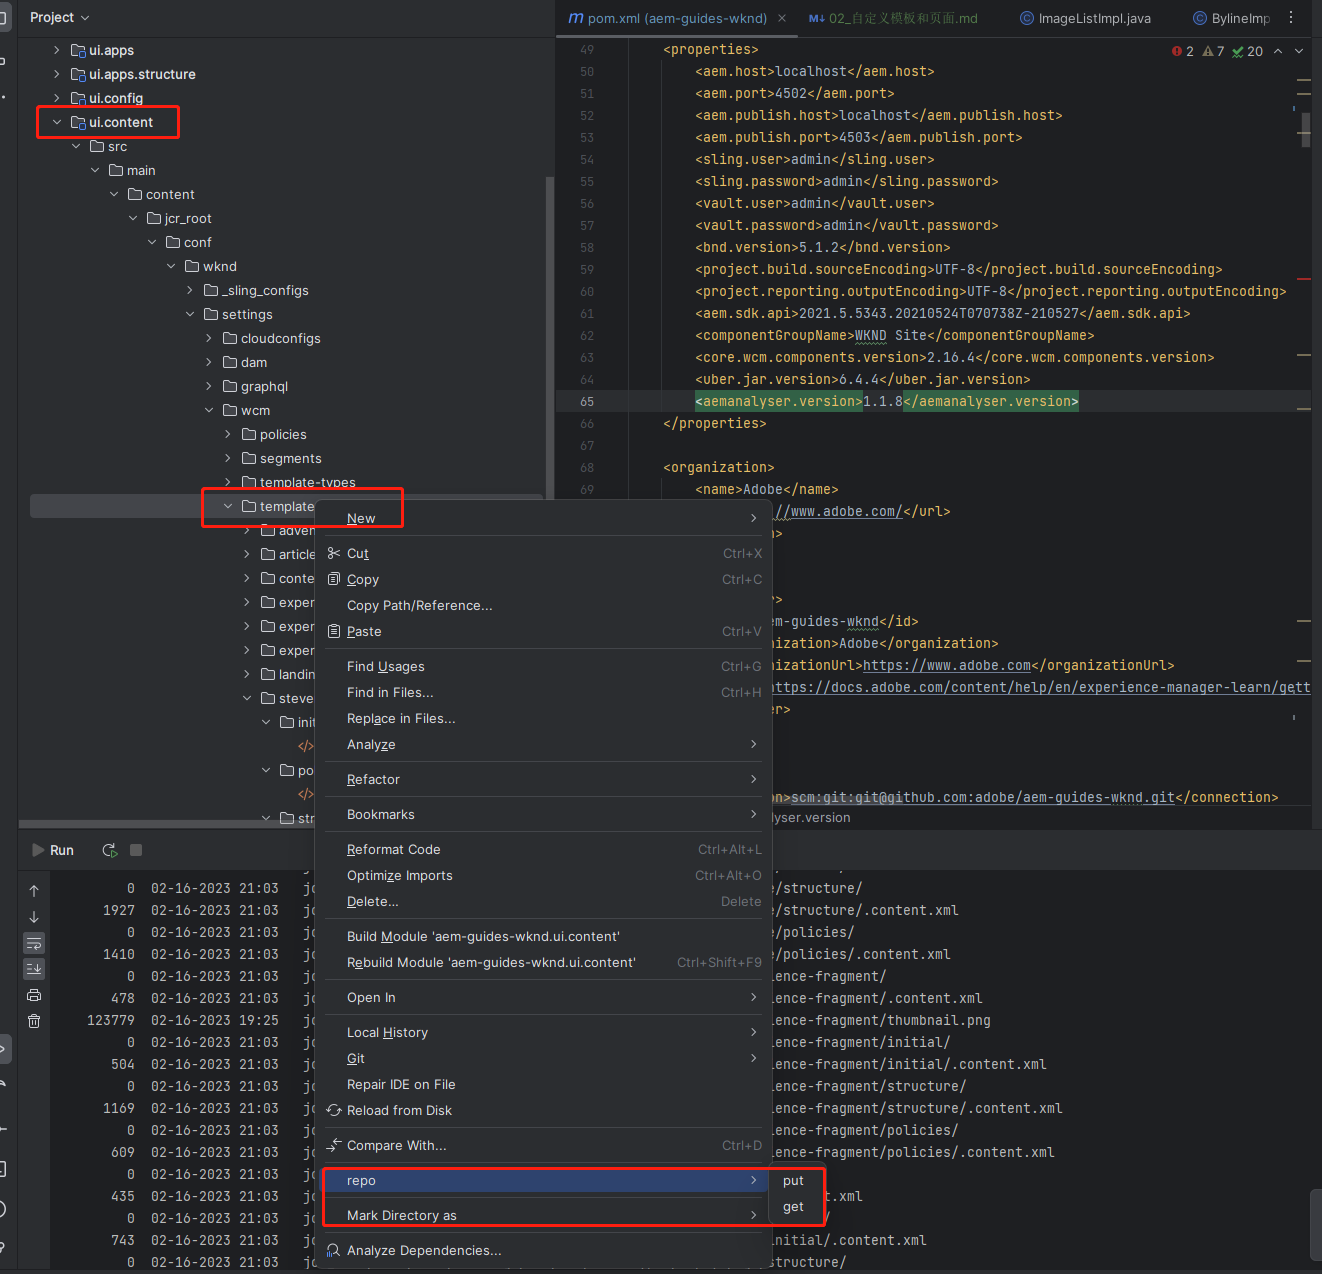 Project
pom.xml (aem-guides-wknd)
02_自定义模板和页面.md
ImageListImpl.java
BylineImp
ui.apps
ui.apps.structure
ui.config
ui.content
src
main
content
jcr_root
conf
wknd
_sling_configs
settings
cloudconfigs
dam
graphql
wcm
policies
segments
template-types
template
adven
article
conte
exper
exper
exper
landin
steve
init
</>
po
</>
str
2 7 20
49 <properties>
50 <aem.host>localhost</aem.host>
51 <aem.port>4502</aem.port>
52 <aem.publish.host>localhost</aem.publish.host>
53 <aem.publish.port>4503</aem.publish.port>
54 <sling.user>admin</sling.user>
55 <sling.password>admin</sling.password>
56 <vault.user>admin</vault.user>
57 <vault.password>admin</vault.password>
58 <bnd.version>5.1.2</bnd.version>
59 <project.build.sourceEncoding>UTF-8</project.build.sourceEncoding>
60 <project.reporting.outputEncoding>UTF-8</project.reporting.outputEncoding>
61 <aem.sdk.api>2021.5.5343.20210524T070738Z-210527</aem.sdk.api>
62 <componentGroupName>WKND Site</componentGroupName>
63 <core.wcm.components.version>2.16.4</core.wcm.components.version>
64 <uber.jar.version>6.4.4</uber.jar.version>
65 <aemanalyser.version>1.1.8</aemanalyser.version>
66 </properties>
67
68 <organization>
69 <name>Adobe</name>
//www.adobe.com/</url>
>
>
m-guides-wknd</id>
ization>Adobe</organization>
nizationUrl>https://www.adobe.com</organizationUrl>
https://docs.adobe.com/content/help/en/experience-manager-learn/gett
er>
on>scm:git:git@github.com:adobe/aem-guides-wknd.git</connection>
lyser.version
New
Cut Ctrl+X
Copy Ctrl+C
Copy Path/Reference...
Paste Ctrl+V
Find Usages Ctrl+G
Find in Files... Ctrl+H
Replace in Files...
Analyze
Refactor
Bookmarks
Reformat Code Ctrl+Alt+L
Optimize Imports Ctrl+Alt+O
Delete... Delete
Build Module 'aem-guides-wknd.ui.content'
Rebuild Module 'aem-guides-wknd.ui.content' Ctrl+Shift+F9
Open In
Local History
Git
Repair IDE on File
Reload from Disk
Compare With... Ctrl+D
repo
Mark Directory as
Analyze Dependencies...
put
get
Run
0 02-16-2023 21:03 jc e/structure/
1927 02-16-2023 21:03 jc e/structure/.content.xml
0 02-16-2023 21:03 jc e/policies/
1410 02-16-2023 21:03 jc e/policies/.content.xml
0 02-16-2023 21:03 jc ience-fragment/
478 02-16-2023 21:03 jc ience-fragment/.content.xml
123779 02-16-2023 19:25 jc ience-fragment/thumbnail.png
0 02-16-2023 21:03 jc ience-fragment/initial/
504 02-16-2023 21:03 jc ience-fragment/initial/.content.xml
0 02-16-2023 21:03 jc ience-fragment/structure/
1169 02-16-2023 21:03 jc ience-fragment/structure/.content.xml
0 02-16-2023 21:03 jc ience-fragment/policies/
609 02-16-2023 21:03 jc ience-fragment/policies/.content.xml
0 02-16-2023 21:03 jc
435 02-16-2023 21:03 jc t.xml
0 02-16-2023 21:03 jc /
743 02-16-2023 21:03 jc initial/.content.xml
0 02-16-2023 21:03 jc structure/